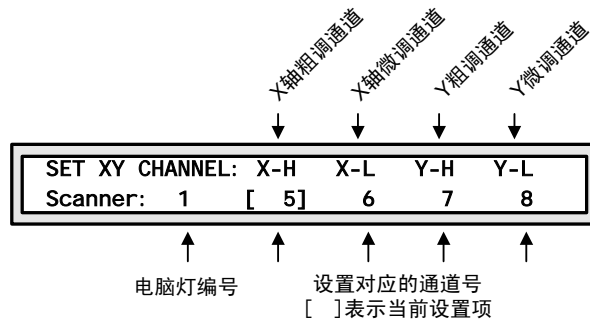 X轴粗调通道
X轴微调通道
Y粗调通道
Y微调通道
SET XY CHANNEL: X-H X-L Y-H Y-L
Scanner: 1 [ 5] 6 7 8
电脑灯编号
设置对应的通道号
[ ]表示当前设置项